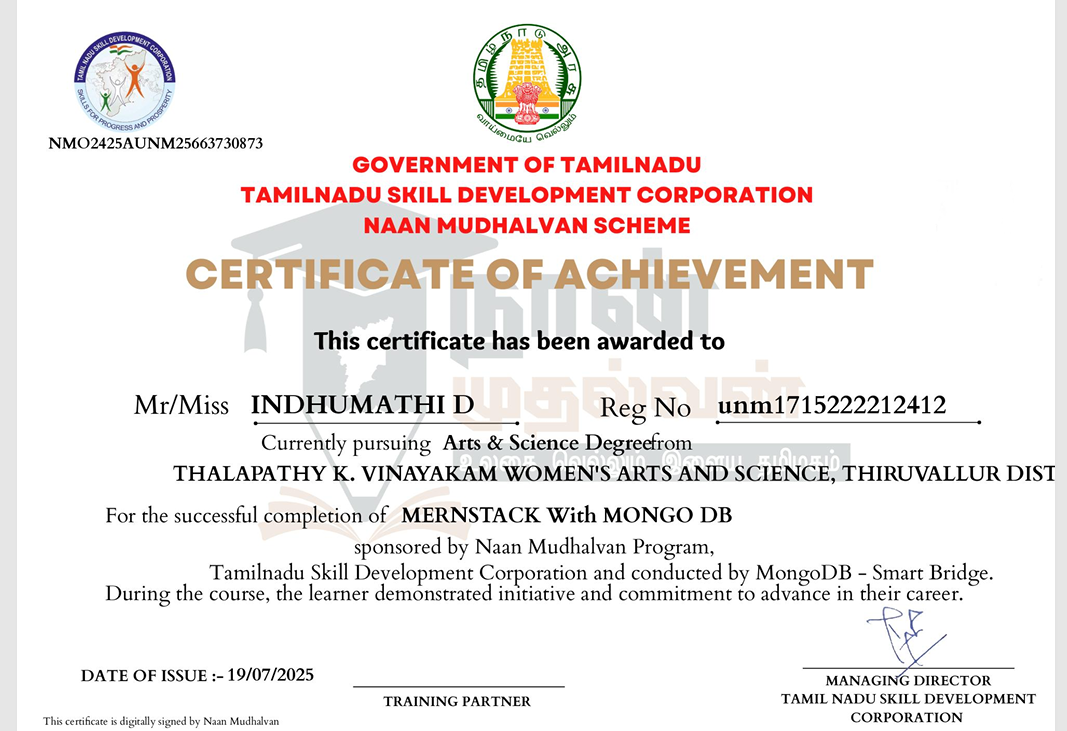 TAMIL NADU SKILL DEVELOPMENT CORPORATION
SKILLS FOR PROGRESS AND PROSPERITY
NMO2425AUNM25663730873
தமிழ்நாடு அரசு
வாய்மையே வெல்லும்
GOVERNMENT OF TAMILNADU
TAMILNADU SKILL DEVELOPMENT CORPORATION
NAAN MUDHALVAN SCHEME
CERTIFICATE OF ACHIEVEMENT
நான்
முதல்வன்
உலகை வெல்லும் இளைய தமிழகம்
This certificate has been awarded to
Mr/Miss INDHUMATHI D Reg No unm1715222212412
Currently pursuing Arts & Science Degreefrom
THALAPATHY K. VINAYAKAM WOMEN'S ARTS AND SCIENCE, THIRUVALLUR DIST
For the successful completion of MERNSTACK With MONGO DB
sponsored by Naan Mudhalvan Program,
Tamilnadu Skill Development Corporation and conducted by MongoDB - Smart Bridge.
During the course, the learner demonstrated initiative and commitment to advance in their career.
DATE OF ISSUE :- 19/07/2025
TRAINING PARTNER
MANAGING DIRECTOR
TAMIL NADU SKILL DEVELOPMENT
CORPORATION
This certificate is digitally signed by Naan Mudhalvan